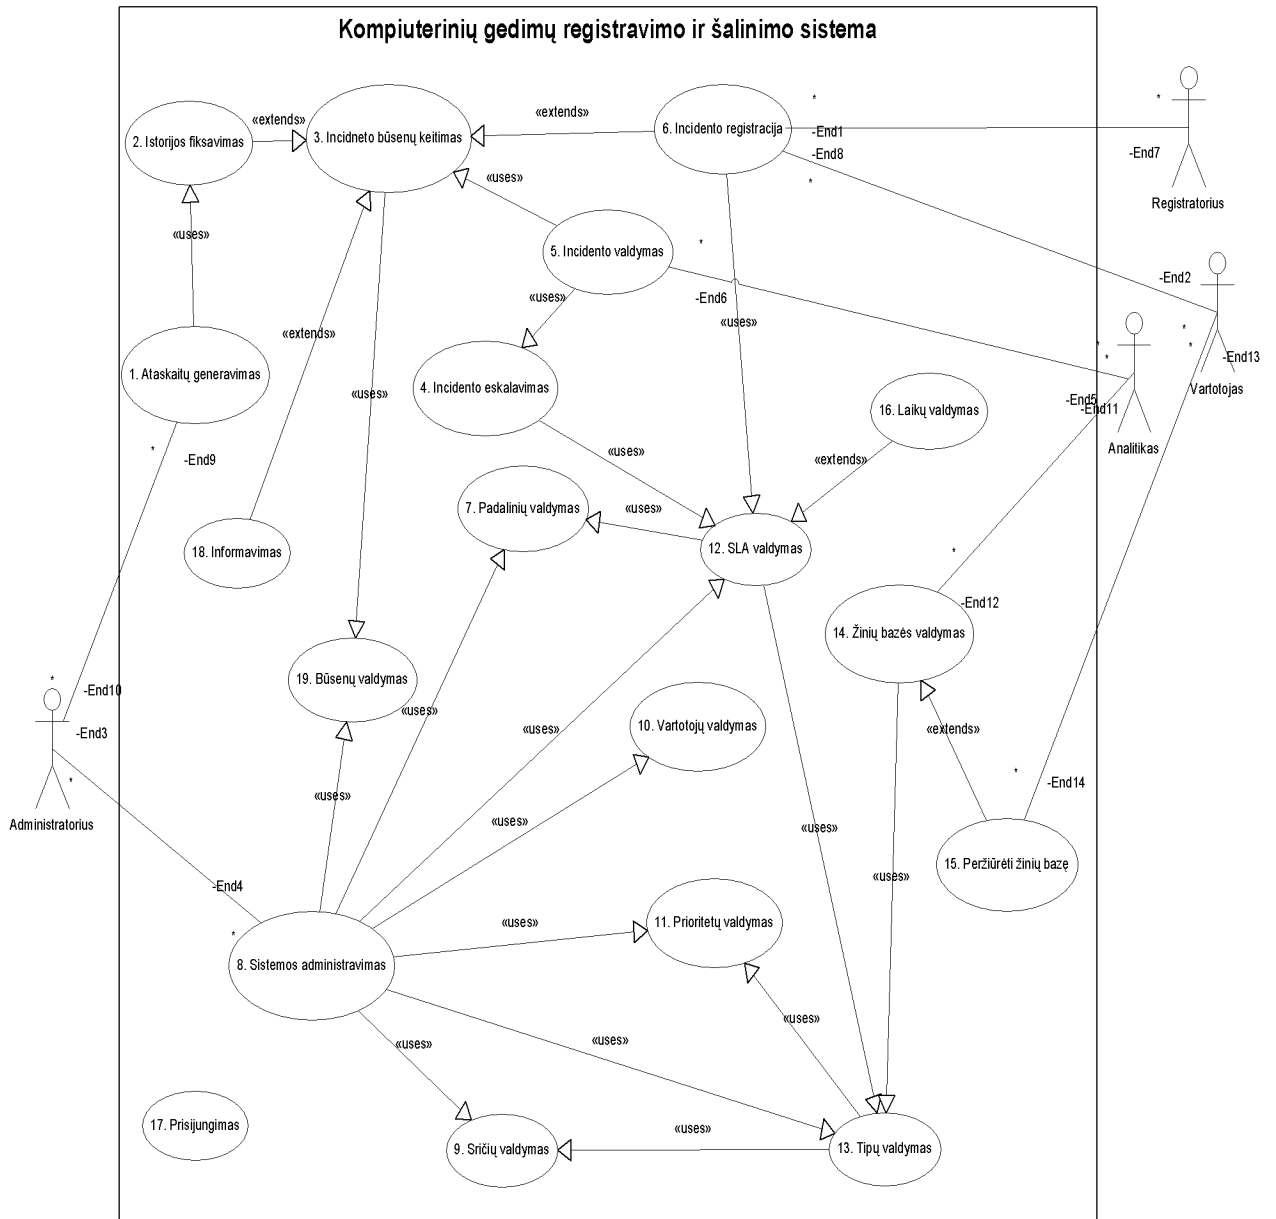 Kompiuterinių gedimų registravimo ir šalinimo sistema
*
*
«extends»
«extends»
2. Istorijos fiksavimas
3. Incidneto būsenų keitimas
6. Incidento registracija
-End1
-End8
-End7
*
«uses»
Registratorius
«uses»
*
5. Incidento valdymas
-End2
-End6
«uses»
«uses»
«extends»
*
*
*
*
-End13
1. Ataskaitų generavimas
4. Incidento eskalavimas
Vartotojas
«uses»
-End5
-End11
16. Laikų valdymas
Analitikas
*
-End9
«uses»
«extends»
7. Padalinių valdymas
«uses»
18. Informavimas
12. SLA valdymas
*
-End12
14. Žinių bazės valdymas
*
-End10
19. Būsenų valdymas
«uses»
-End3
«uses»
10. Vartotojų valdymas
«extends»
*
*
-End14
«uses»
Administratorius
«uses»
«uses»
15. Peržiūrėti žinių bazę
«uses»
-End4
*
«uses»
11. Prioritetų valdymas
8. Sistemos administravimas
«uses»
«uses»
«uses»
17. Prisijungimas
«uses»
9. Sričių valdymas
13. Tipų valdymas